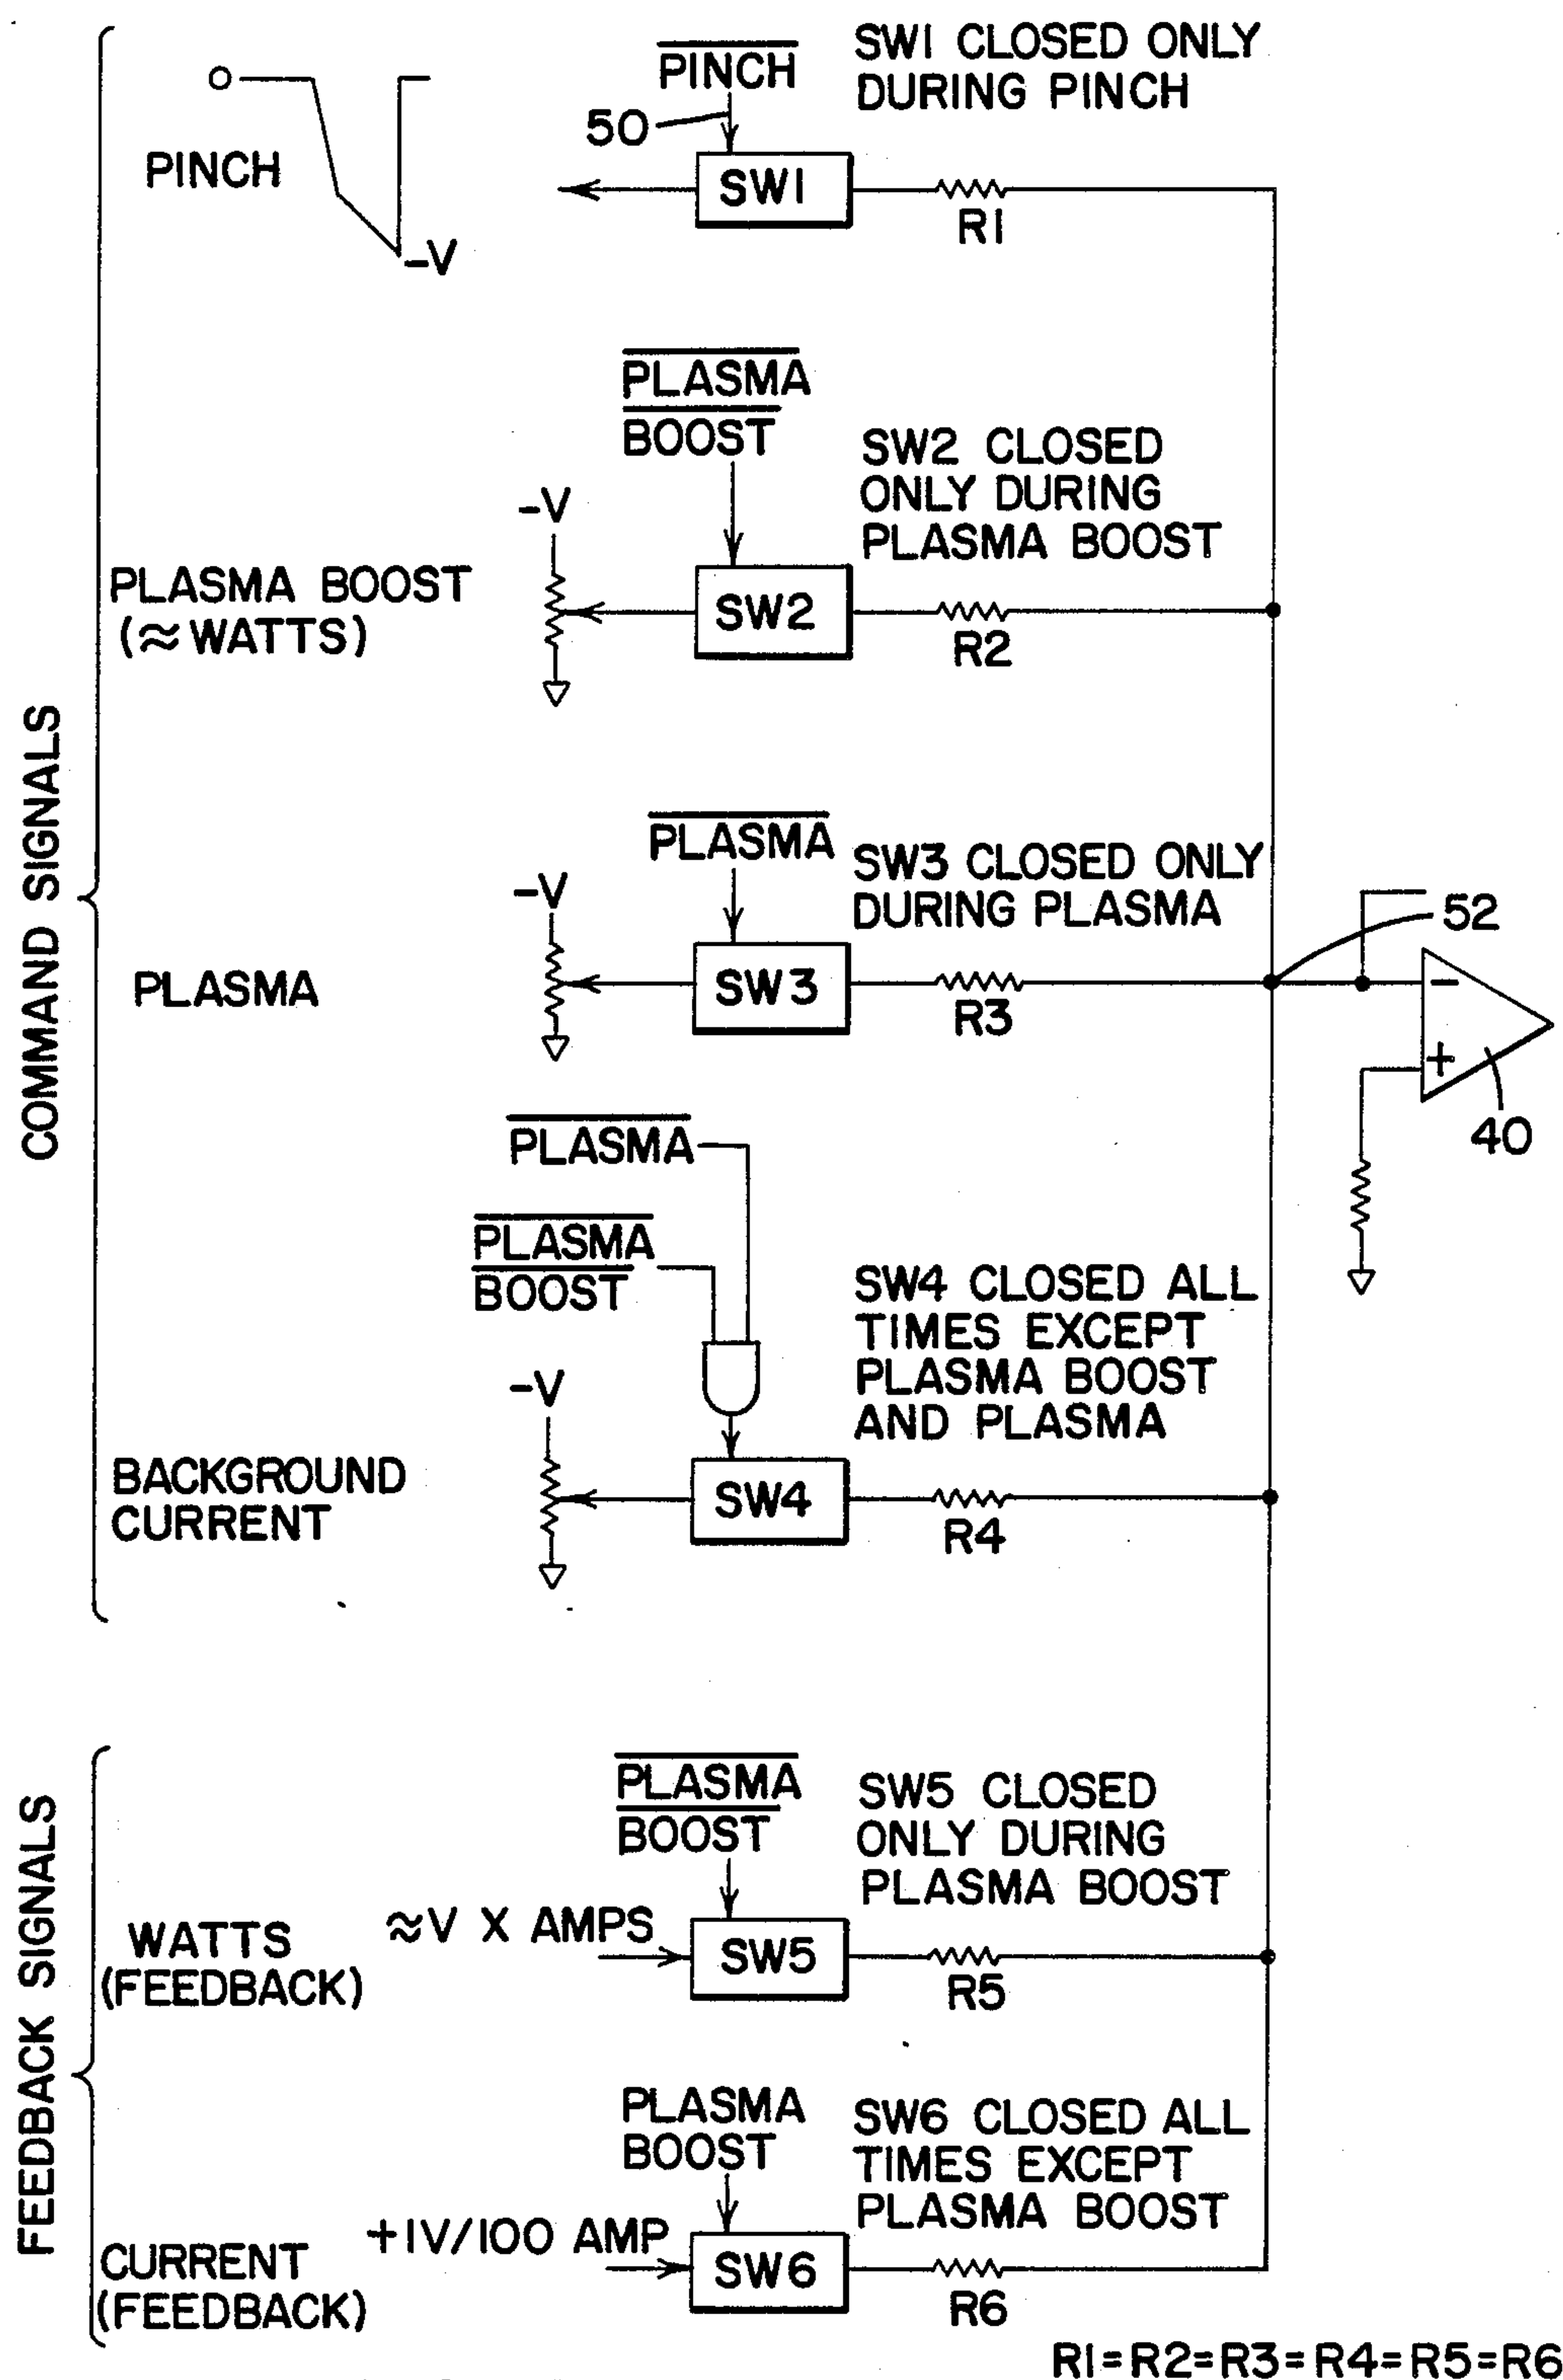 COMMAND SIGNALS
O
PINCH
-V
PINCH
50
SW1
SW1 CLOSED ONLY
DURING PINCH
R1
PLASMA
BOOST
SW2 CLOSED
ONLY DURING
PLASMA BOOST
-V
PLASMA BOOST
(≈WATTS)
SW2
R2
PLASMA
SW3 CLOSED ONLY
DURING PLASMA
-V
PLASMA
SW3
R3
52
-
+
40
PLASMA
PLASMA
BOOST
SW4 CLOSED ALL
TIMES EXCEPT
PLASMA BOOST
AND PLASMA
-V
BACKGROUND
CURRENT
SW4
R4
FEEDBACK SIGNALS
PLASMA
BOOST
SW5 CLOSED
ONLY DURING
PLASMA BOOST
WATTS
(FEEDBACK)
≈V X AMPS
SW5
R5
PLASMA
BOOST
SW6 CLOSED ALL
TIMES EXCEPT
PLASMA BOOST
CURRENT
(FEEDBACK)
+1V/100 AMP
SW6
R6
R1=R2=R3=R4=R5=R6